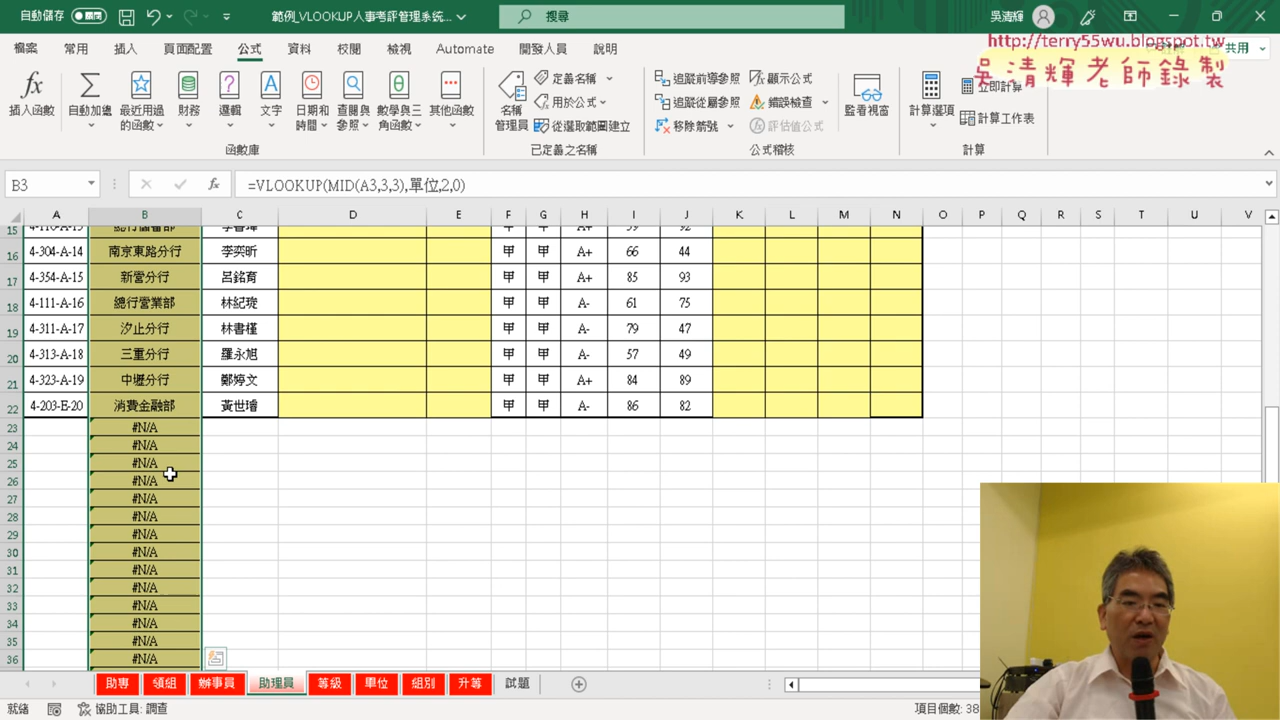 自動儲存 關閉 範例_VLOOKUP人事考評管理系統... 搜尋 吳清輝
http://terry55wu.blogspot.tw
吳清輝老師錄製
檔案 常用 插入 頁面配置 公式 資料 校閱 檢視 Automate 開發人員 說明 共用
插入函數 自動加總 最近用過的函數 財務 邏輯 文字 日期和時間 查閱與參照 數學與三角函數 其他函數
函數庫
名稱管理員 定義名稱 用於公式 從選取範圍建立
已定義之名稱
追蹤前導參照 追蹤從屬參照 移除箭號 顯示公式 錯誤檢查 評估值公式 監看視窗
公式稽核
計算選項 立即計算 計算工作表
計算
B3 fx =VLOOKUP(MID(A3,3,3),單位,2,0)
A B C D E F G H I J K L M N O P Q R S T U V
15 4-110-A-13 總行儲蓄部 92
16 4-304-A-14 南京東路分行 李奕昕 甲 甲 A+ 66 44
17 4-354-A-15 新營分行 呂銘育 甲 甲 A+ 85 93
18 4-111-A-16 總行營業部 林紀琁 甲 甲 A- 61 75
19 4-311-A-17 汐止分行 林書槿 甲 甲 A- 79 47
20 4-313-A-18 三重分行 羅永旭 甲 甲 A- 57 49
21 4-323-A-19 中壢分行 鄭婷文 甲 甲 A+ 84 89
22 4-203-E-20 消費金融部 黃世璿 甲 甲 A- 86 82
23 #N/A
24 #N/A
25 #N/A
26 #N/A
27 #N/A
28 #N/A
29 #N/A
30 #N/A
31 #N/A
32 #N/A
33 #N/A
34 #N/A
35 #N/A
36 #N/A
助專 領組 辦事員 助理員 等級 單位 組別 升等 試題
就緒 協助工具: 調查 項目個數: 38